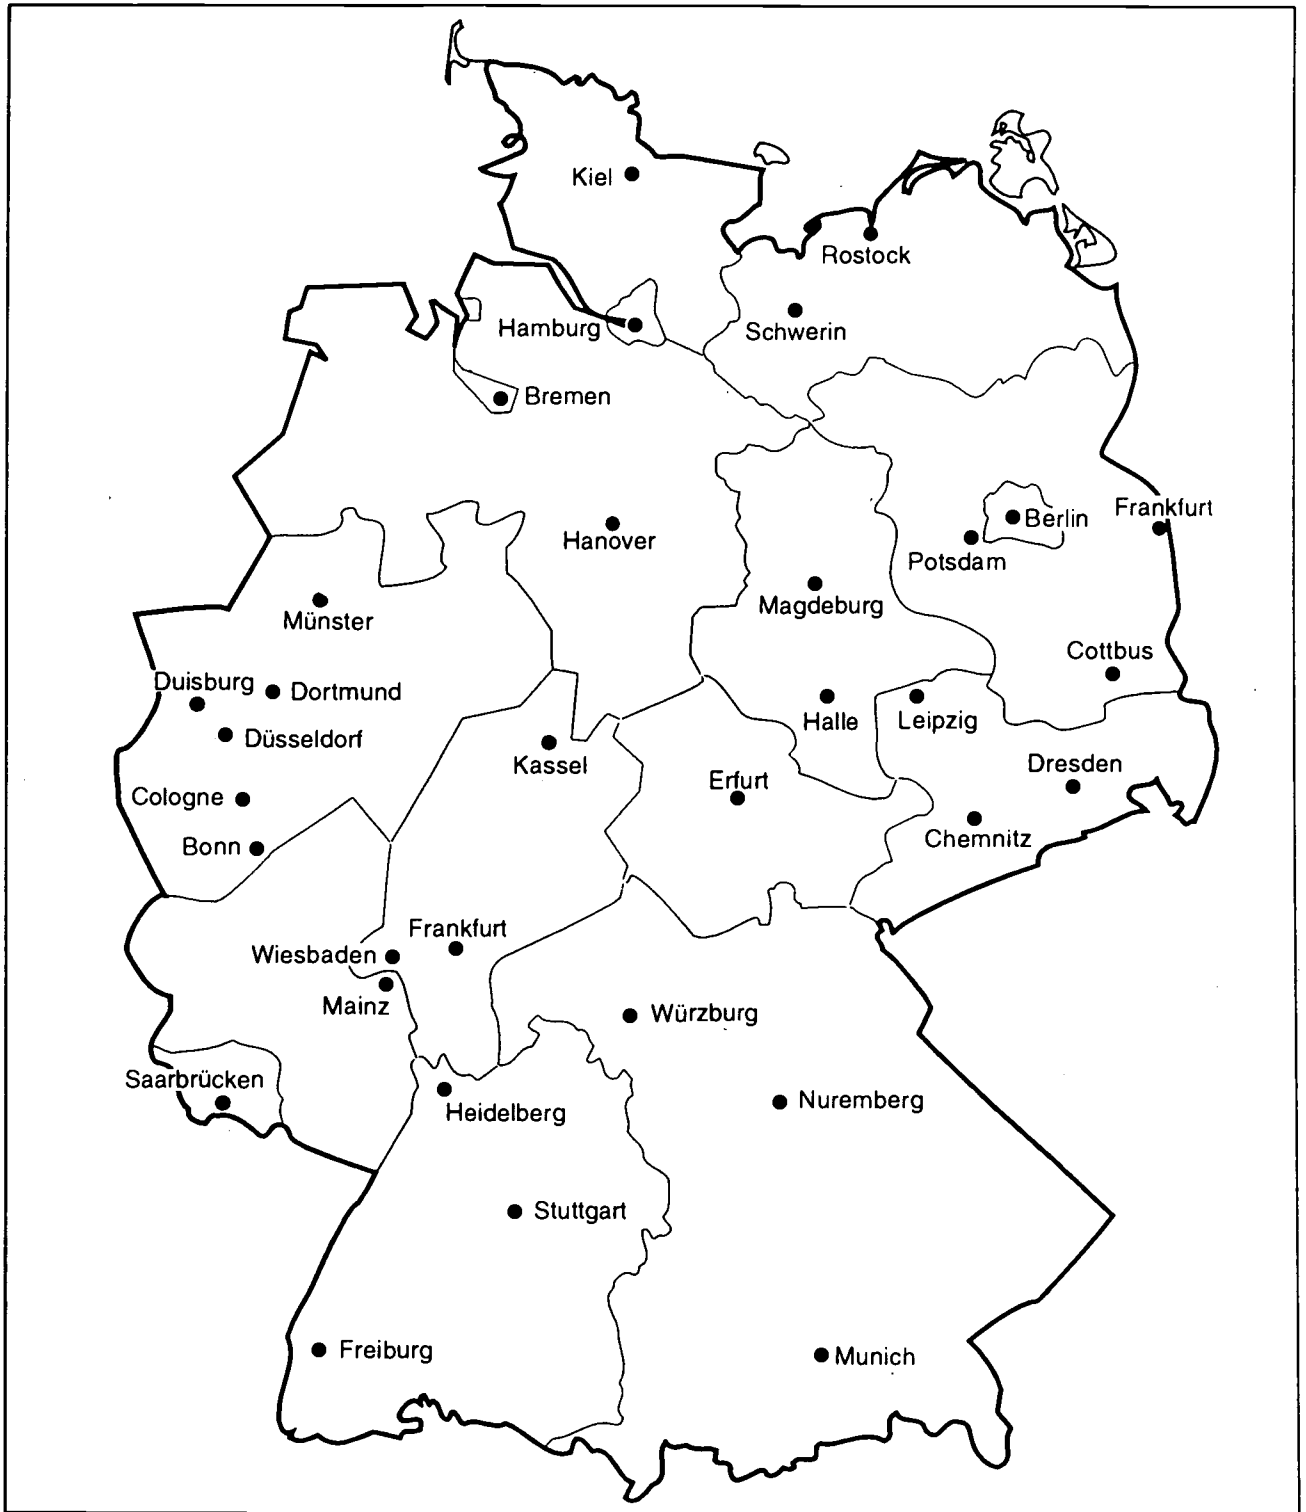 Kiel
Rostock
Schwerin
Hamburg
Bremen
Hanover
Berlin
Frankfurt
Potsdam
Magdeburg
Münster
Cottbus
Duisburg
Dortmund
Halle
Leipzig
Düsseldorf
Kassel
Erfurt
Dresden
Cologne
Chemnitz
Bonn
Frankfurt
Wiesbaden
Mainz
Würzburg
Saarbrücken
Heidelberg
Nuremberg
Stuttgart
Freiburg
Munich